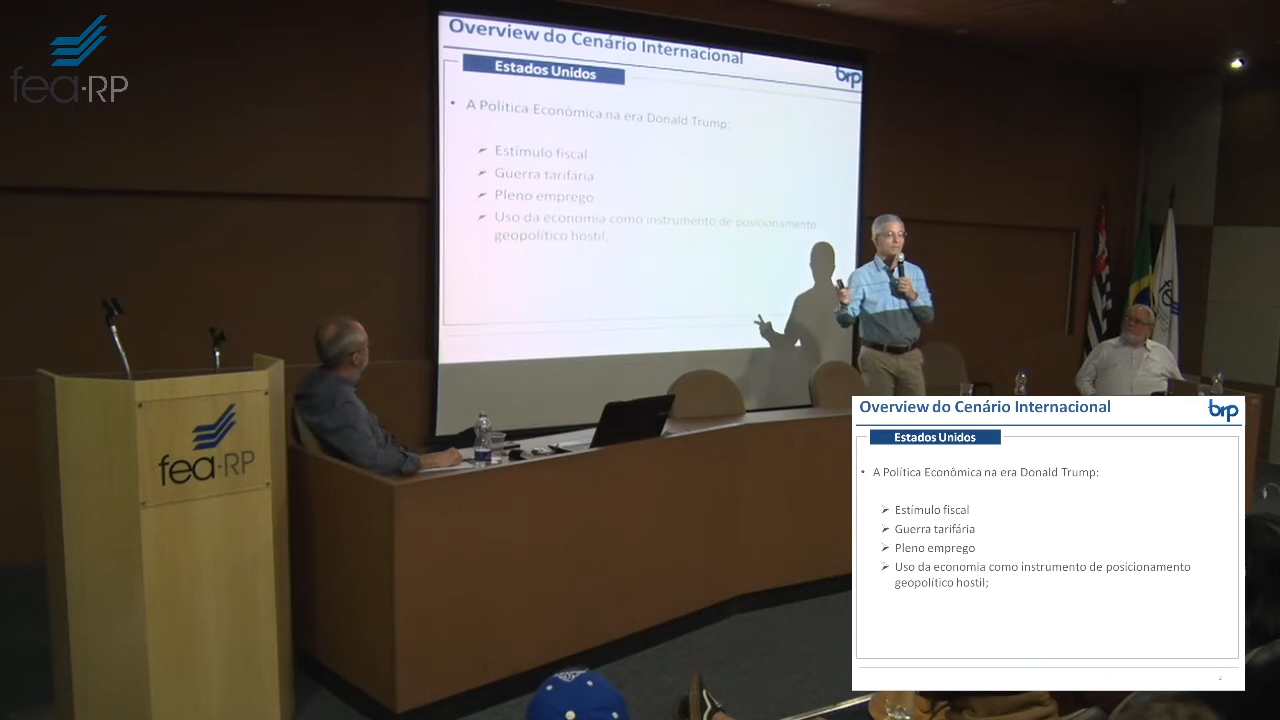 fea-RP
Overview do Cenário Internacional
brp
Estados Unidos
• A Política Econômica na era Donald Trump:
➢ Estímulo fiscal
➢ Guerra tarifária
➢ Pleno emprego
➢ Uso da economia como instrumento de posicionamento
geopolítico hostil;
fea-RP
Overview do Cenário Internacional
brp
Estados Unidos
• A Política Econômica na era Donald Trump:
➢ Estímulo fiscal
➢ Guerra tarifária
➢ Pleno emprego
➢ Uso da economia como instrumento de posicionamento
geopolítico hostil;